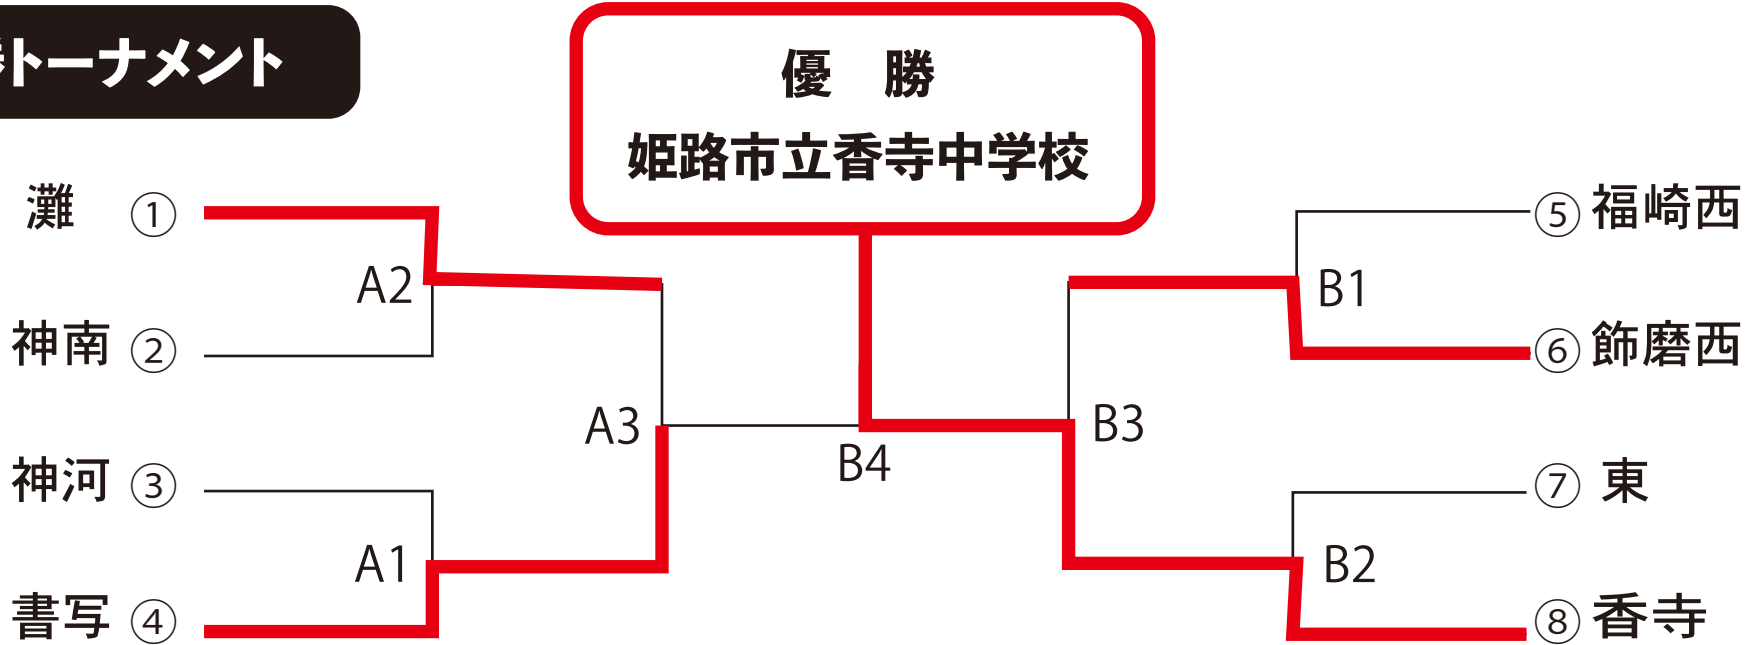 トーナメント
優　勝
姫路市立香寺中学校
灘 ①
A2
神南 ②
A3
神河 ③
A1
書写 ④
B4
⑤ 福崎西
B1
⑥ 飾磨西
B3
⑦ 東
B2
⑧ 香寺